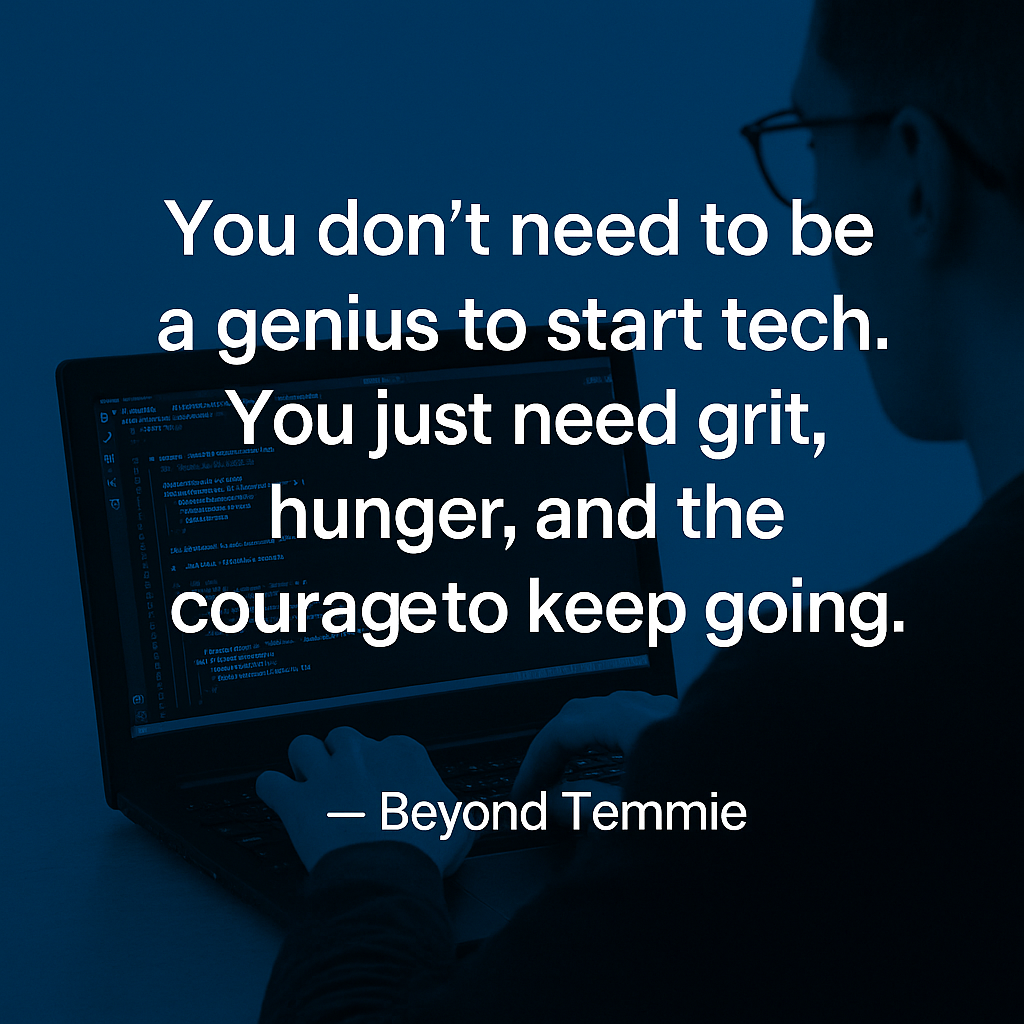 You don’t need to be
a genius to start tech.
You just need grit,
hunger, and the
courageto keep going.
— Beyond Temmie